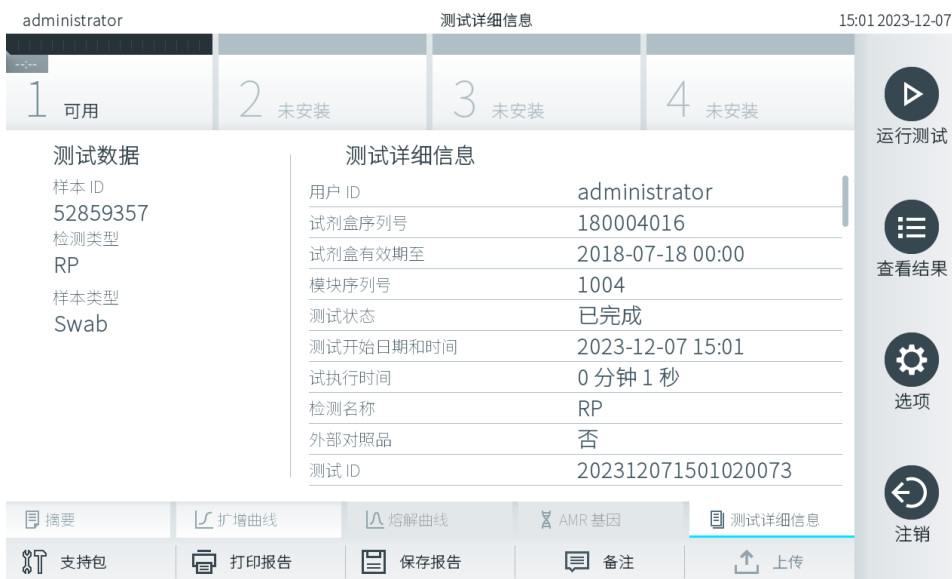 administrator
测试详细信息
15:01 2023-12-07
--:--
1 可用
2 未安装
3 未安装
4 未安装
运行测试
查看结果
选项
注销
测试数据
样本 ID
52859357
检测类型
RP
样本类型
Swab
测试详细信息
用户 ID administrator
试剂盒序列号 180004016
试剂盒有效期至 2018-07-18 00:00
模块序列号 1004
测试状态 已完成
测试开始日期和时间 2023-12-07 15:01
试执行时间 0 分钟 1 秒
检测名称 RP
外部对照品 否
测试 ID 202312071501020073
摘要
扩增曲线
熔解曲线
AMR 基因
测试详细信息
支持包
打印报告
保存报告
备注
上传